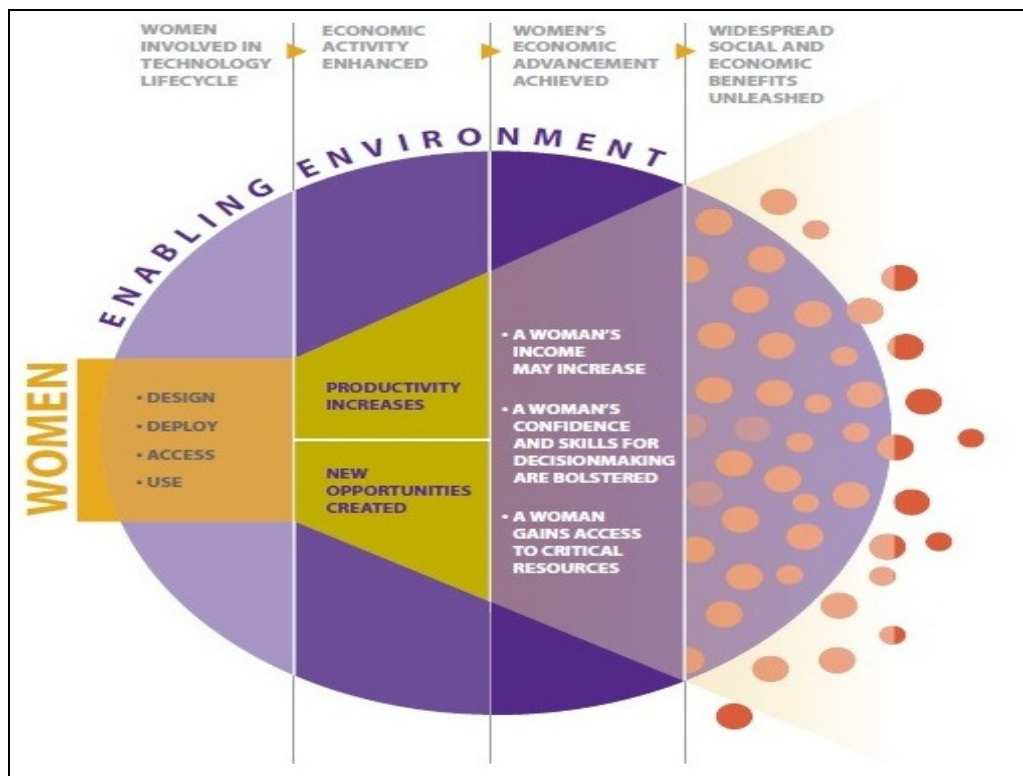 WOMEN
INVOLVED IN
TECHNOLOGY
LIFECYCLE
ECONOMIC
ACTIVITY
ENHANCED
WOMEN'S
ECONOMIC
ADVANCEMENT
ACHIEVED
WIDESPREAD
SOCIAL AND
ECONOMIC
BENEFITS
UNLEASHED
ENABLING ENVIRONMENT
WOMEN
• DESIGN
• DEPLOY
• ACCESS
• USE
PRODUCTIVITY
INCREASES
NEW
OPPORTUNITIES
CREATED
• A WOMAN'S
INCOME
MAY INCREASE
• A WOMAN'S
CONFIDENCE
AND SKILLS FOR
DECISIONMAKING
ARE BOLSTERED
• A WOMAN
GAINS ACCESS
TO CRITICAL
RESOURCES